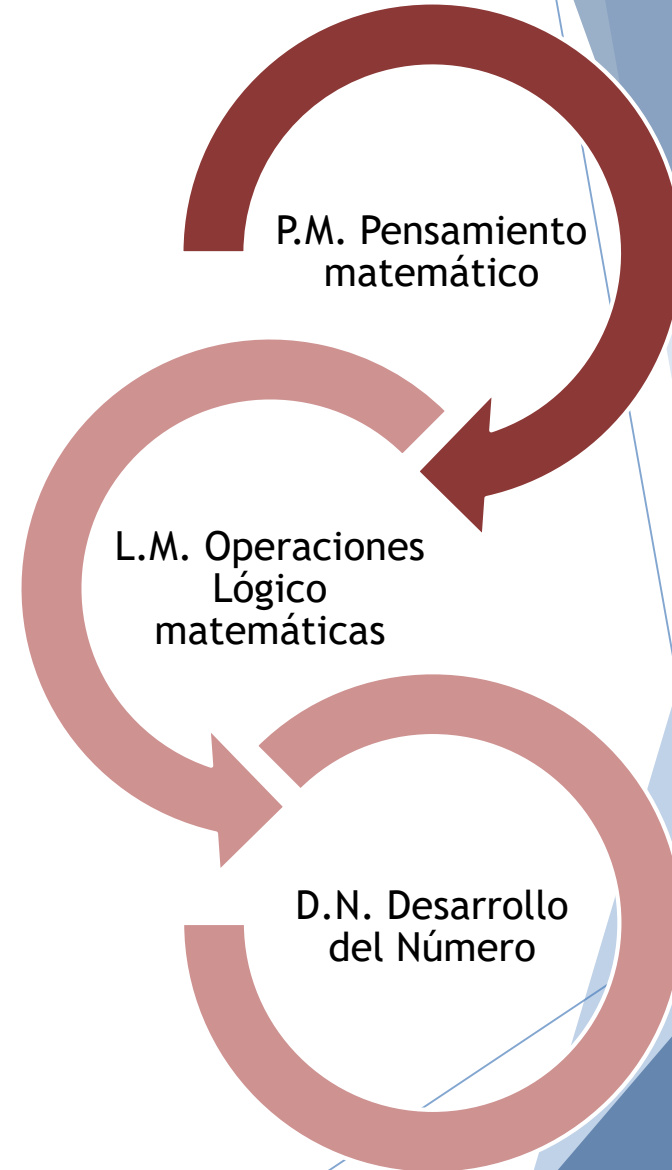 P.M. Pensamiento
matemático
L.M. Operaciones
Lógico
matemáticas
D.N. Desarrollo
del Número